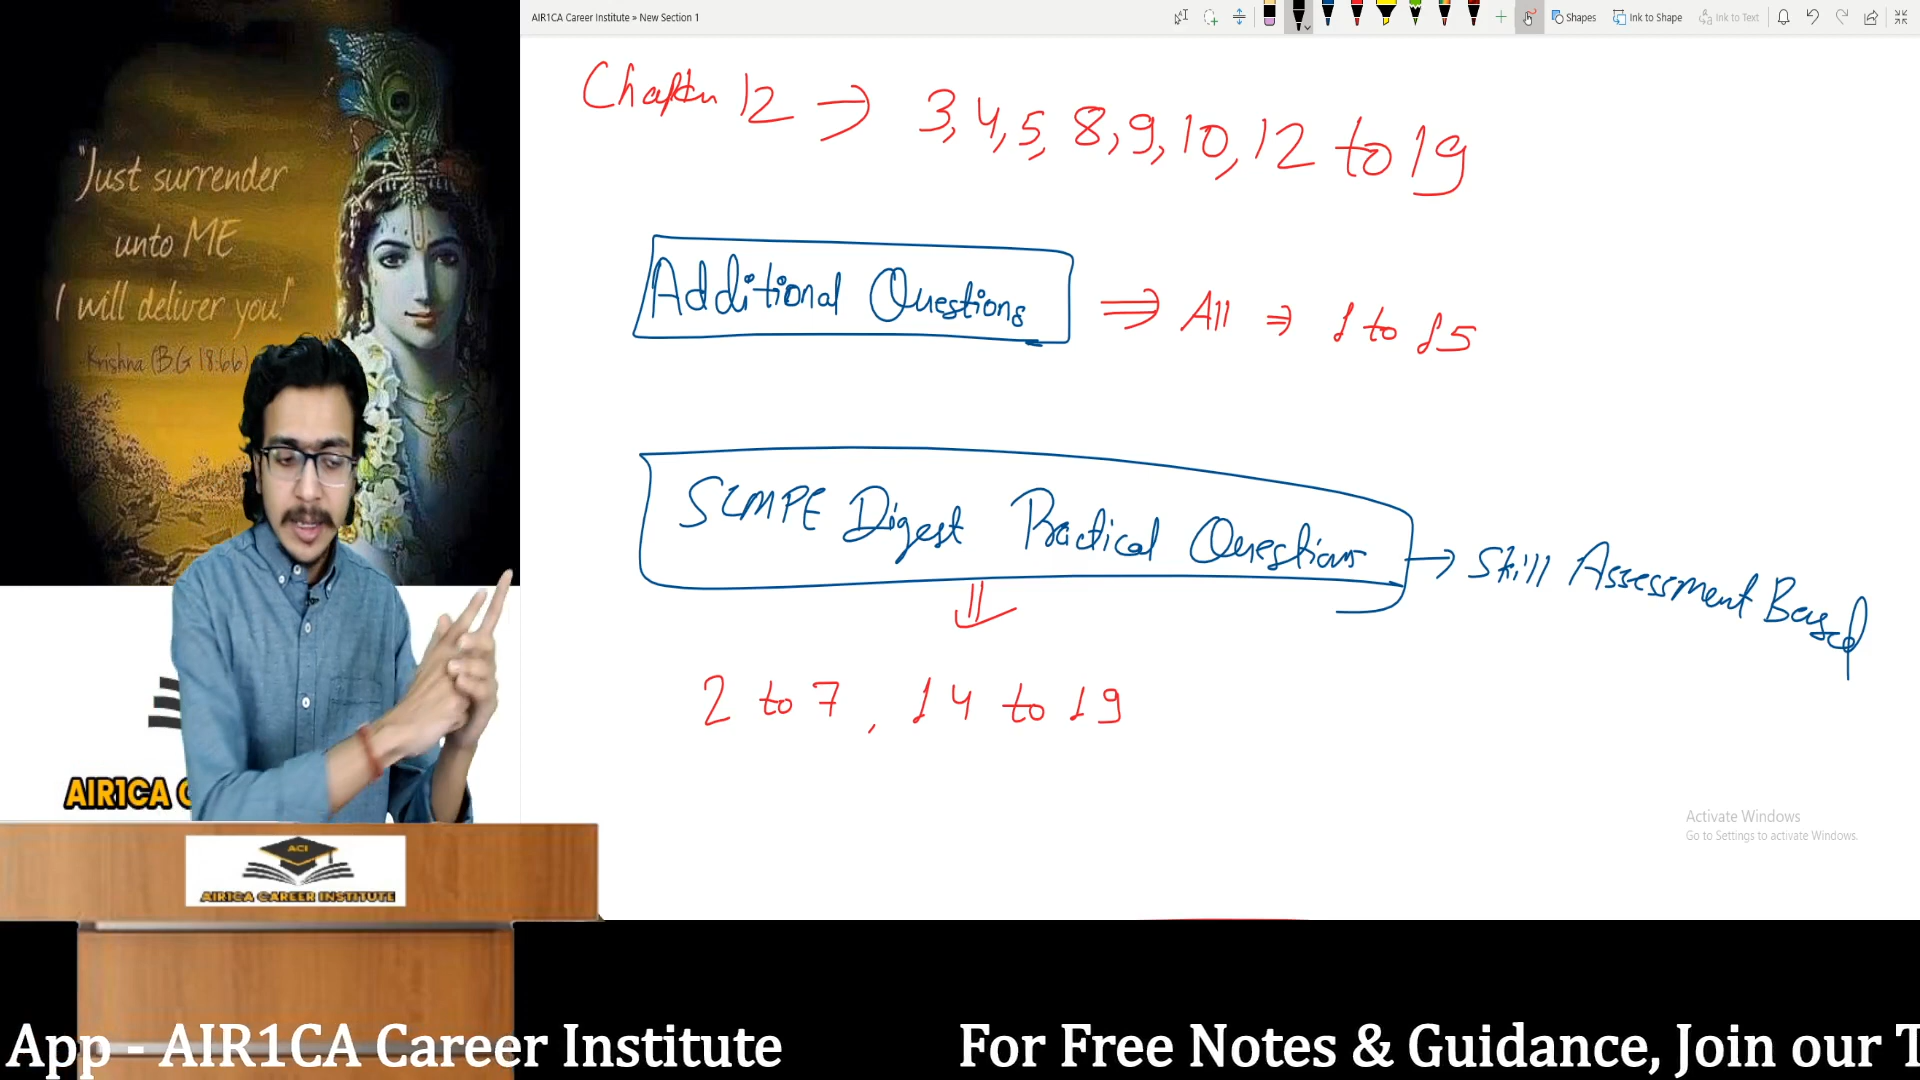 AIR1CA Career Institute » New Section 1
Shapes
Ink to Shape
Ink to Text
Chapter 12 → 3, 4, 5, 8, 9, 10, 12 to 19
"Just surrender
unto ME
I will deliver you!"
- Krishna (B.G 18:66)
Additional Questions ⇒ All ⇒ 1 to 15
SCMPE Digest Practical Questions → Skill Assessment Based
2 to 7, 14 to 19
AIR1CA C
ACI
AIR1CA CAREER INSTITUTE
Activate Windows
Go to Settings to activate Windows.
App - AIR1CA Career Institute
For Free Notes & Guidance, Join our T